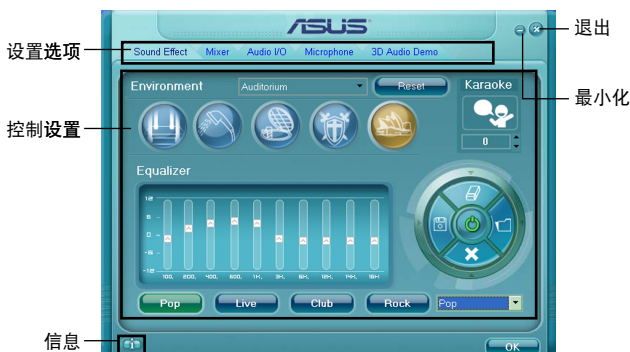 ASUS
退出
设置选项
Sound Effect Mixer Audio I/O Microphone 3D Audio Demo
最小化
Environment Auditorium Reset Karaoke
控制设置
0
Equalizer
12
6
0
-6
-12
100, 200, 400, 600, 1K, 3K, 6K, 12K, 14K, 16K
Pop Live Club Rock Pop
信息
OK